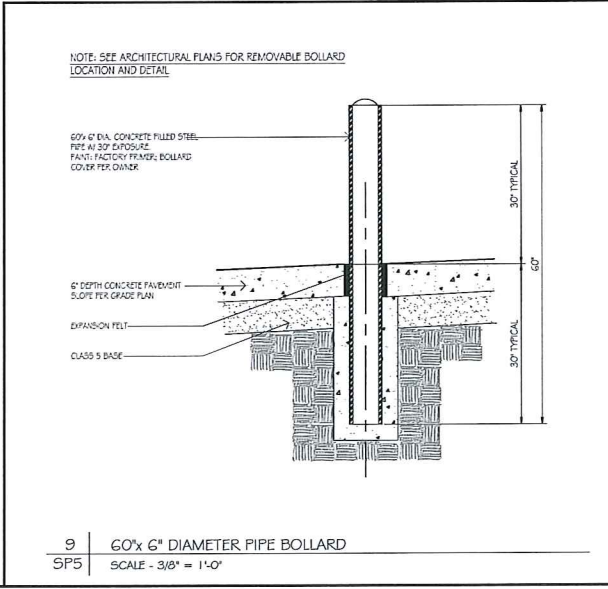 NOTE: SEE ARCHITECTURAL PLANS FOR REMOVABLE BOLLARD
LOCATION AND DETAIL
60"x 6" DIA. CONCRETE FILLED STEEL
PIPE W/ 30" EXPOSURE.
PAINT: FACTORY PRIMER; BOLLARD
COVER PER OWNER
6" DEPTH CONCRETE PAVEMENT
SLOPE PER GRADE PLAN
EXPANSION FELT
CLASS 5 BASE
30" TYPICAL
60"
30" TYPICAL
9 60"x 6" DIAMETER PIPE BOLLARD
SP5 SCALE - 3/8" = 1'-0"